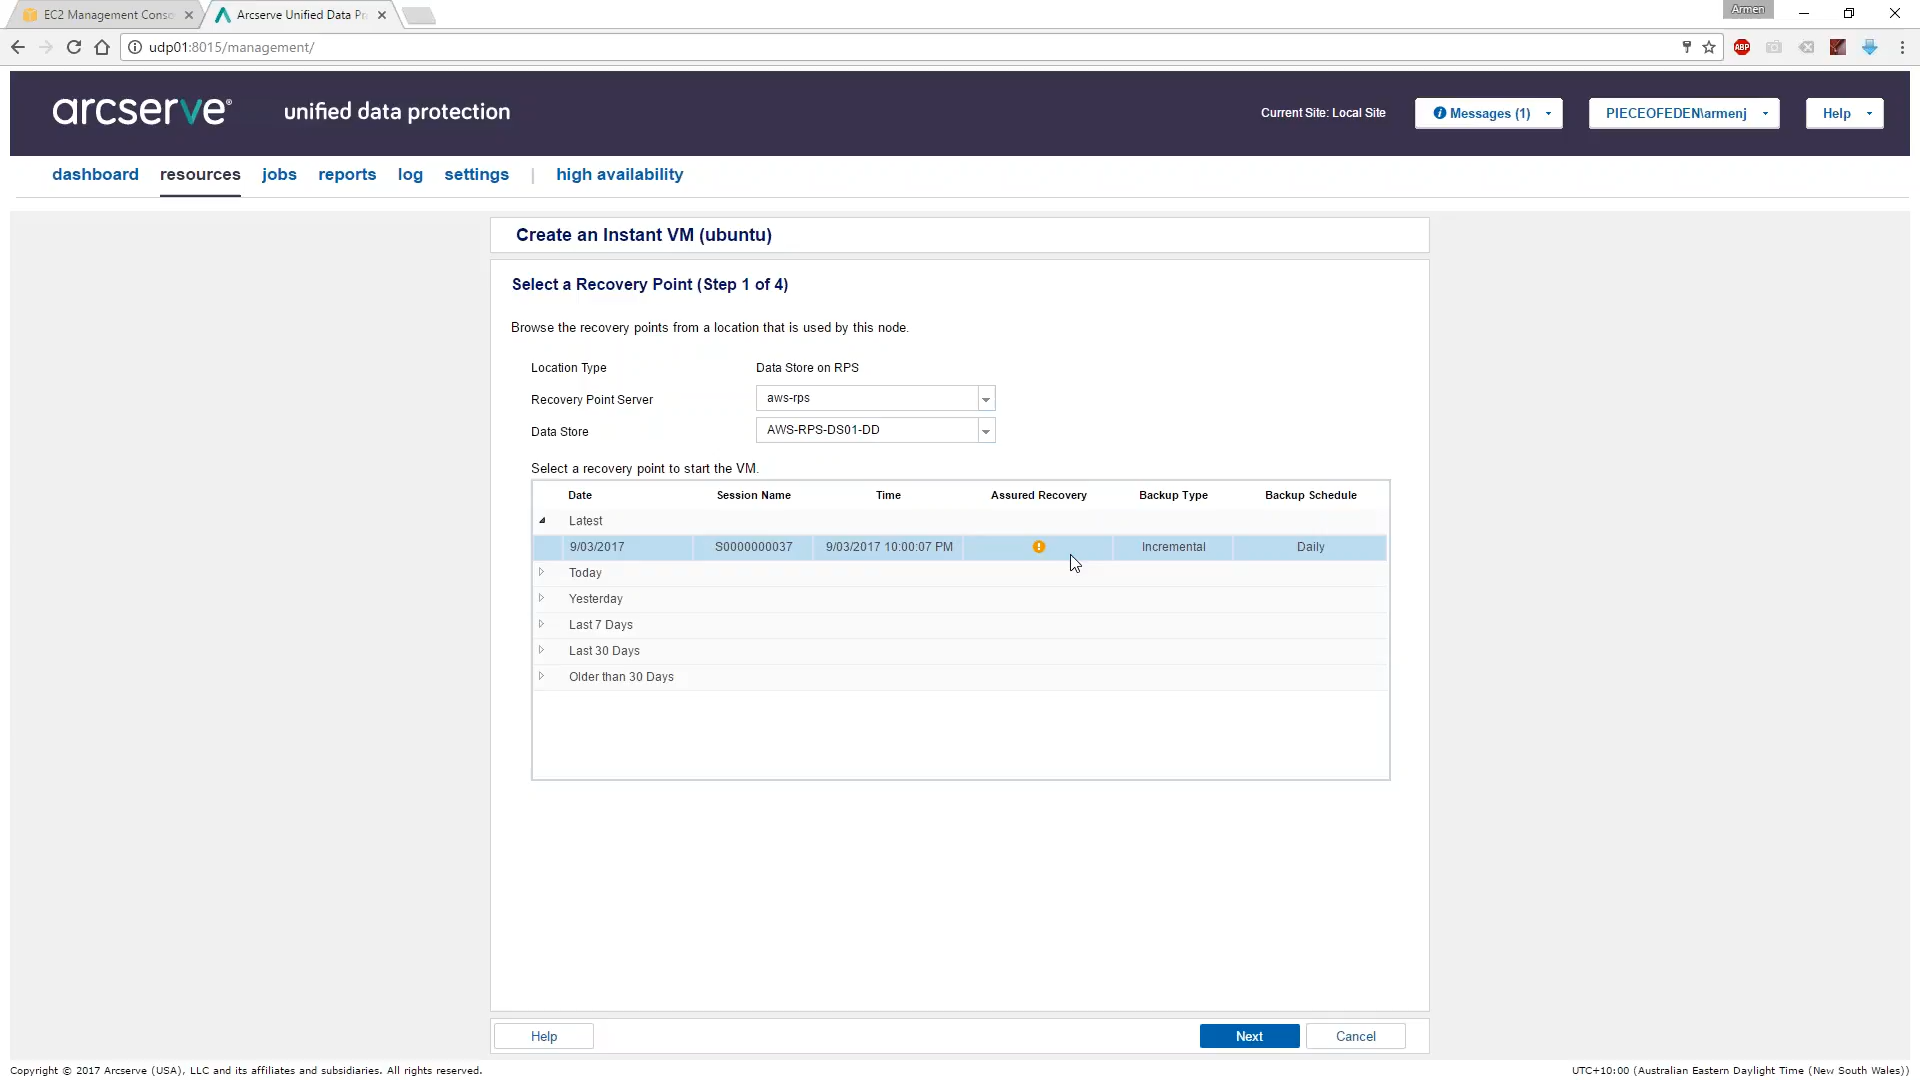 EC2 Management Conso
Arcserve Unified Data Pr
Armen
udp01:8015/management/
ABP
arcserve® unified data protection
Current Site: Local Site
Messages (1)
PIECEOFEDEN\armenj
Help
dashboard resources jobs reports log settings | high availability
Create an Instant VM (ubuntu)
Select a Recovery Point (Step 1 of 4)
Browse the recovery points from a location that is used by this node.
Location Type Data Store on RPS
Recovery Point Server aws-rps
Data Store AWS-RPS-DS01-DD
Select a recovery point to start the VM.
Date Session Name Time Assured Recovery Backup Type Backup Schedule
Latest
9/03/2017 S0000000037 9/03/2017 10:00:07 PM Incremental Daily
Today
Yesterday
Last 7 Days
Last 30 Days
Older than 30 Days
Help Next Cancel
Copyright © 2017 Arcserve (USA), LLC and its affiliates and subsidiaries. All rights reserved.
UTC+10:00 (Australian Eastern Daylight Time (New South Wales))